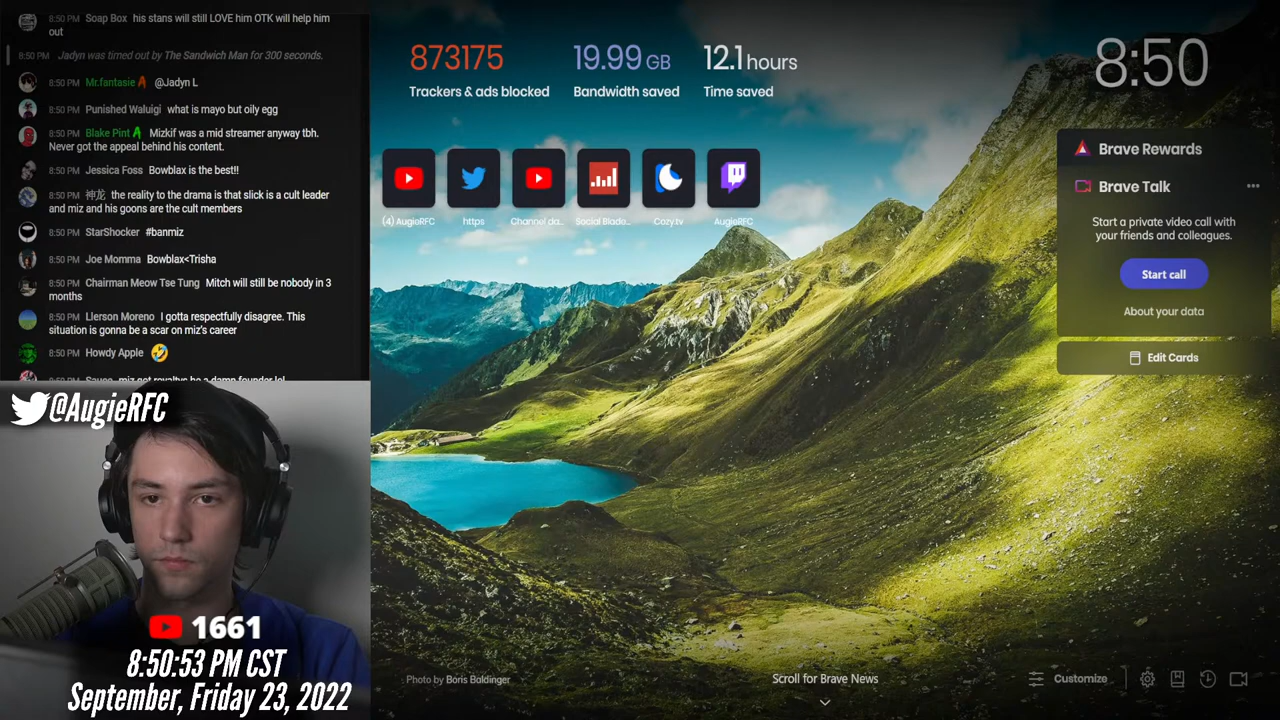 8:50 PM Soap Box his stans will still LOVE him OTK will help him
out
8:50 PM Jadyn was timed out by The Sandwich Man for 300 seconds.
8:50 PM Mr.fantasie @Jadyn L
8:50 PM Punished Waluigi what is mayo but oily egg
8:50 PM Blake Pint Mizkif was a mid streamer anyway tbh.
Never got the appeal behind his content.
8:50 PM Jessica Foss Bowblax is the best!!
8:50 PM 神龙 the reality to the drama is that slick is a cult leader
and miz and his goons are the cult members
8:50 PM StarShocker #banmiz
8:50 PM Joe Momma Bowblax<Trisha
8:50 PM Chairman Meow Tse Tung Mitch will still be nobody in 3
months
8:50 PM Llerson Moreno I gotta respectfully disagree. This
situation is gonna be a scar on miz's career
8:50 PM Howdy Apple
@AugieRFC
1661
8:50:53 PM CST
September, Friday 23, 2022
873175
Trackers & ads blocked
19.99 GB
Bandwidth saved
12.1 hours
Time saved
8:50
(4) AugieRFC
https
Channel da...
Social Blade...
Cozy.tv
AugieRFC
Brave Rewards
Brave Talk
Start a private video call with
your friends and colleagues.
Start call
About your data
Edit Cards
Photo by Boris Baldinger
Scroll for Brave News
Customize